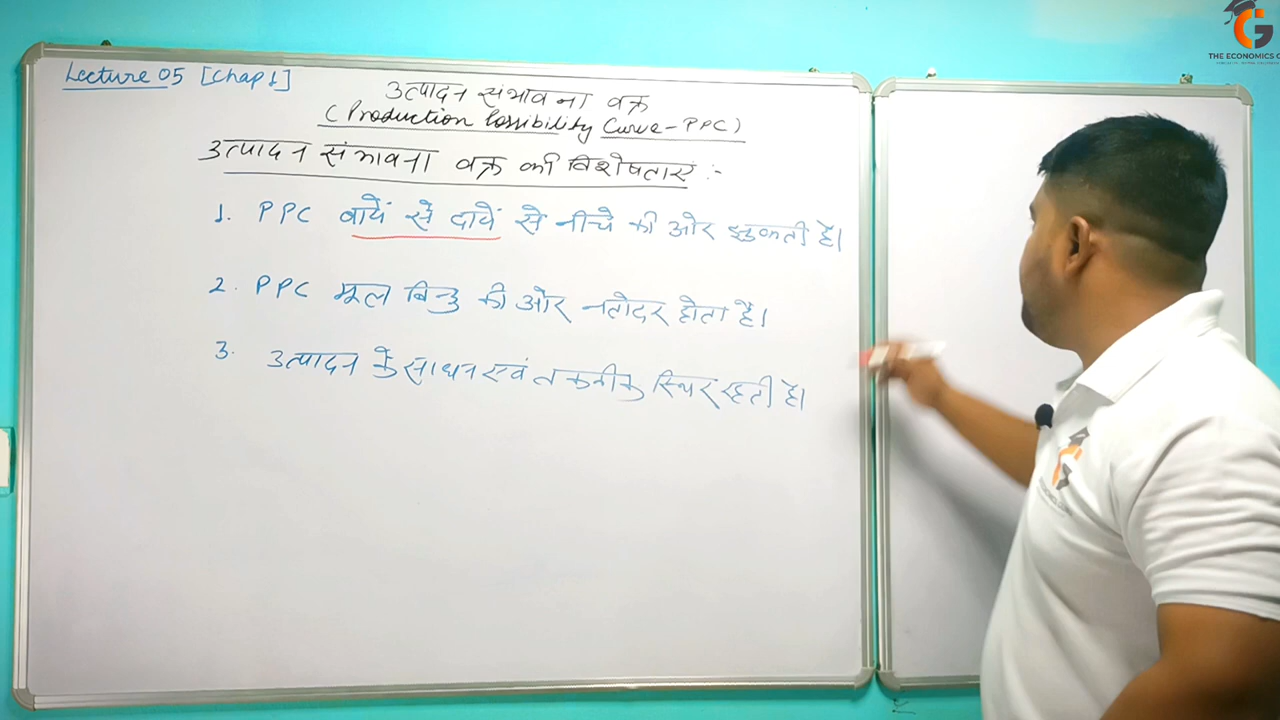 Lecture 05 [Chap 1]
उत्पादन संभावना वक्र
(Production Possibility Curve - PPC)
उत्पादन संभावना वक्र की विशेषताएं :-
1. PPC बायें से दायें से नीचे की ओर झुकती है।
2. PPC मूल बिन्दु की ओर नतोदर होता है।
3. उत्पादन के साधन एवं तकनीक स्थिर रहती है।
G
THE ECONOMICS G